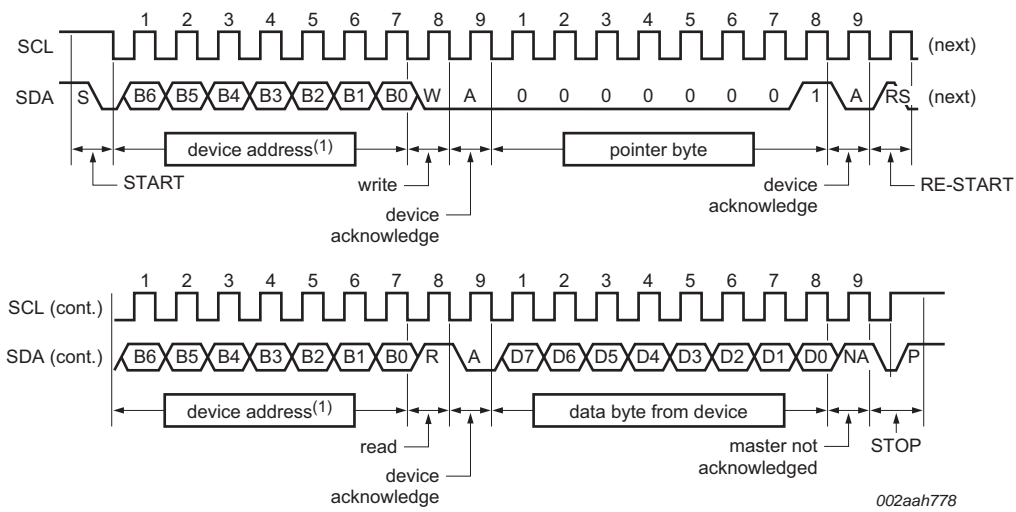 1 2 3 4 5 6 7 8 9 1 2 3 4 5 6 7 8 9
SCL (next)
SDA S B6 B5 B4 B3 B2 B1 B0 W A 0 0 0 0 0 0 0 1 A RS (next)
device address(1) pointer byte
START write device RE-START
device acknowledge
acknowledge
1 2 3 4 5 6 7 8 9 1 2 3 4 5 6 7 8 9
SCL (cont.)
SDA (cont.) B6 B5 B4 B3 B2 B1 B0 R A D7 D6 D5 D4 D3 D2 D1 D0 NA P
device address(1) data byte from device
read master not STOP
device acknowledged
acknowledge
002aah778